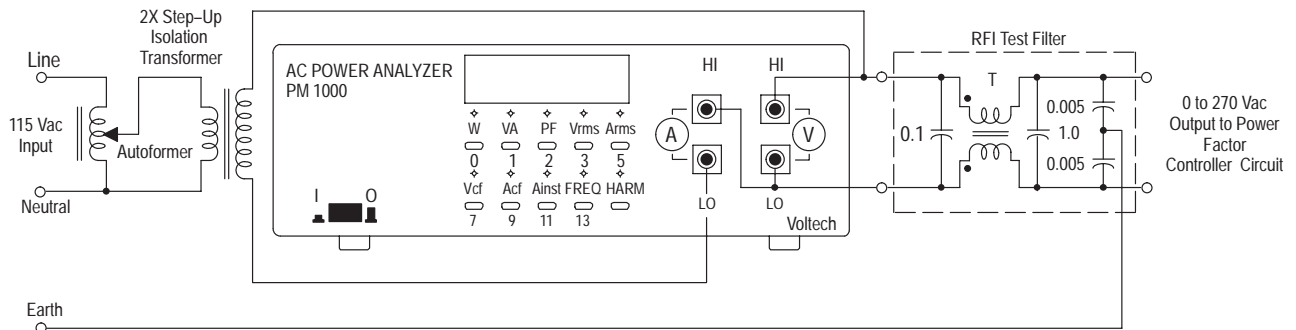 2X Step–Up
Isolation
Transformer
Line
115 Vac
Input
Autoformer
Neutral
Earth
AC POWER ANALYZER
PM 1000
W VA PF Vrms Arms
0 1 2 3 5
Vcf Acf Ainst FREQ HARM
7 9 11 13
I O
HI HI
A V
LO LO
Voltech
RFI Test Filter
T
0.1
1.0
0.005
0.005
0 to 270 Vac
Output to Power
Factor
Controller Circuit